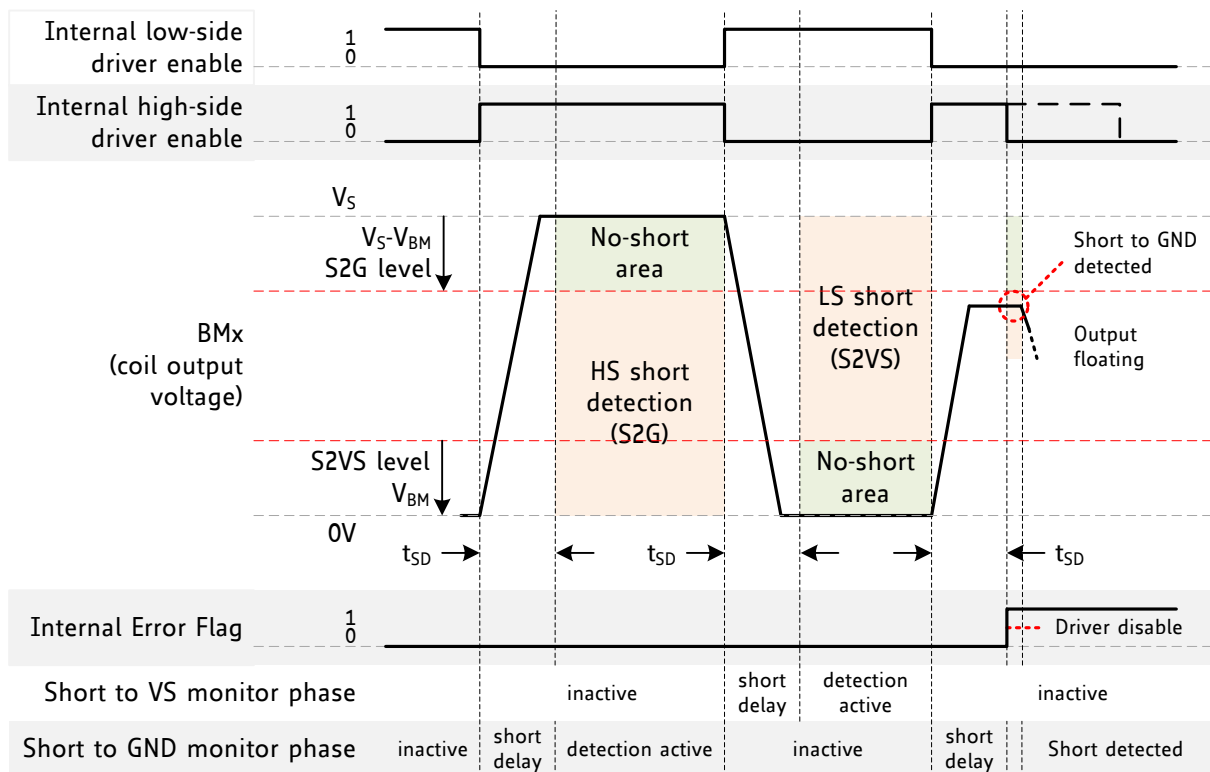 Internal low-side
driver enable
1
0
Internal high-side
driver enable
1
0
VS
VS-VBM
S2G level
No-short
area
Short to GND
detected
BMx
(coil output
voltage)
HS short
detection
(S2G)
LS short
detection
(S2VS)
Output
floating
S2VS level
VBM
No-short
area
0V
tSD
tSD
tSD
Internal Error Flag
1
0
Driver disable
Short to VS monitor phase
inactive
short
delay
detection
active
inactive
Short to GND monitor phase
inactive
short
delay
detection active
inactive
short
delay
Short detected